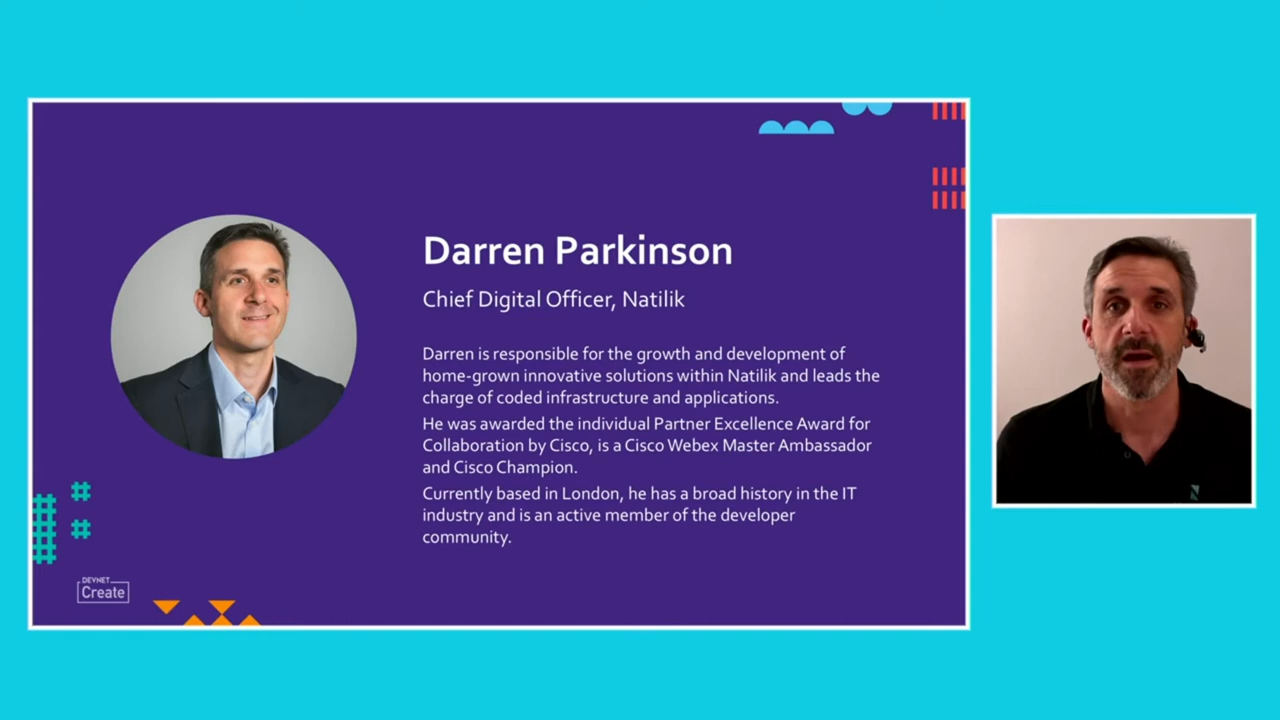 Darren Parkinson
Chief Digital Officer, Natilik
Darren is responsible for the growth and development of
home-grown innovative solutions within Natilik and leads the
charge of coded infrastructure and applications.
He was awarded the individual Partner Excellence Award for
Collaboration by Cisco, is a Cisco Webex Master Ambassador
and Cisco Champion.
Currently based in London, he has a broad history in the IT
industry and is an active member of the developer
community.
DEVNET
Create